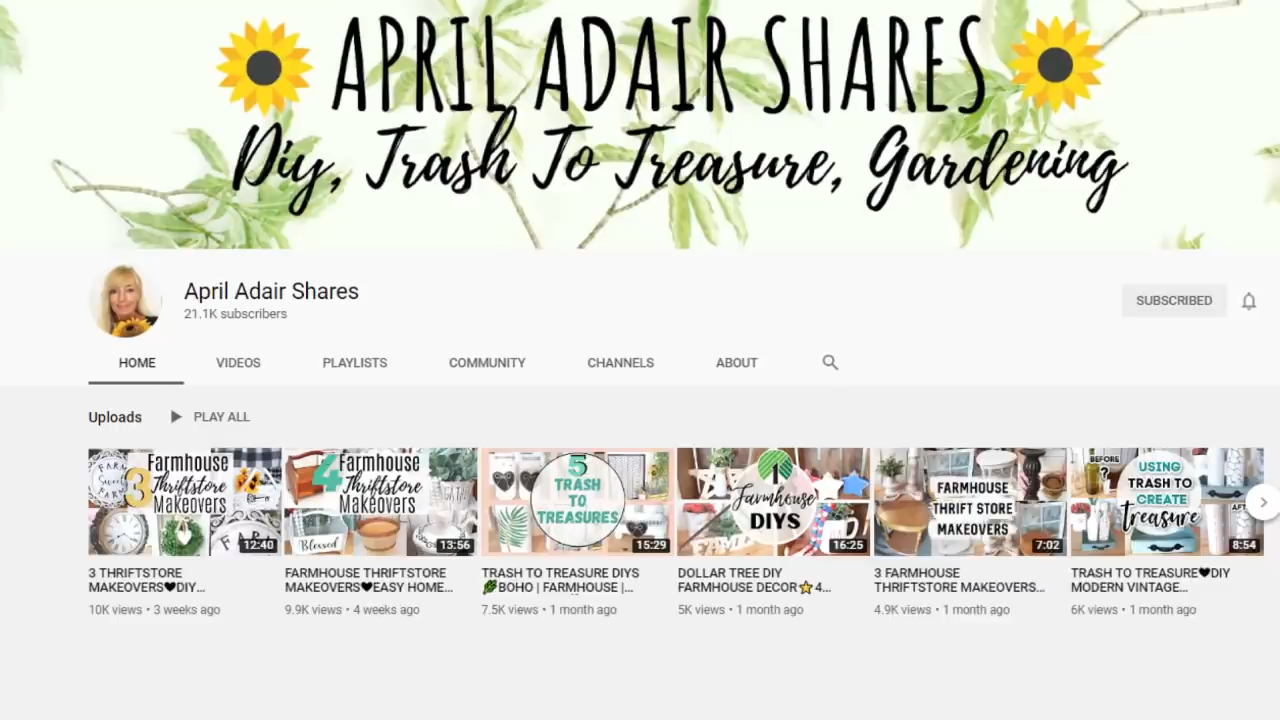 APRIL ADAIR SHARES
Diy, Trash To Treasure, Gardening
April Adair Shares
21.1K subscribers
SUBSCRIBED
HOME VIDEOS PLAYLISTS COMMUNITY CHANNELS ABOUT
Uploads PLAY ALL
3 Farmhouse
Thriftstore
Makeovers
12:40
4 Farmhouse
Thriftstore
Makeovers
Blessed
13:56
5
TRASH
TO
TREASURES
15:29
1
Farmhouse
DIYS
16:25
FARMHOUSE
THRIFT STORE
MAKEOVERS
7:02
BEFORE
?
USING
TRASH TO
CREATE
treasure
8:54
3 THRIFTSTORE
MAKEOVERS♥DIY...
10K views • 3 weeks ago
FARMHOUSE THRIFTSTORE
MAKEOVERS♥EASY HOME...
9.9K views • 4 weeks ago
TRASH TO TREASURE DIYS
🌿BOHO | FARMHOUSE |...
7.5K views • 1 month ago
DOLLAR TREE DIY
FARMHOUSE DECOR⭐4...
5K views • 1 month ago
3 FARMHOUSE
THRIFTSTORE MAKEOVERS...
4.9K views • 1 month ago
TRASH TO TREASURE♥DIY
MODERN VINTAGE...
6K views • 1 month ago